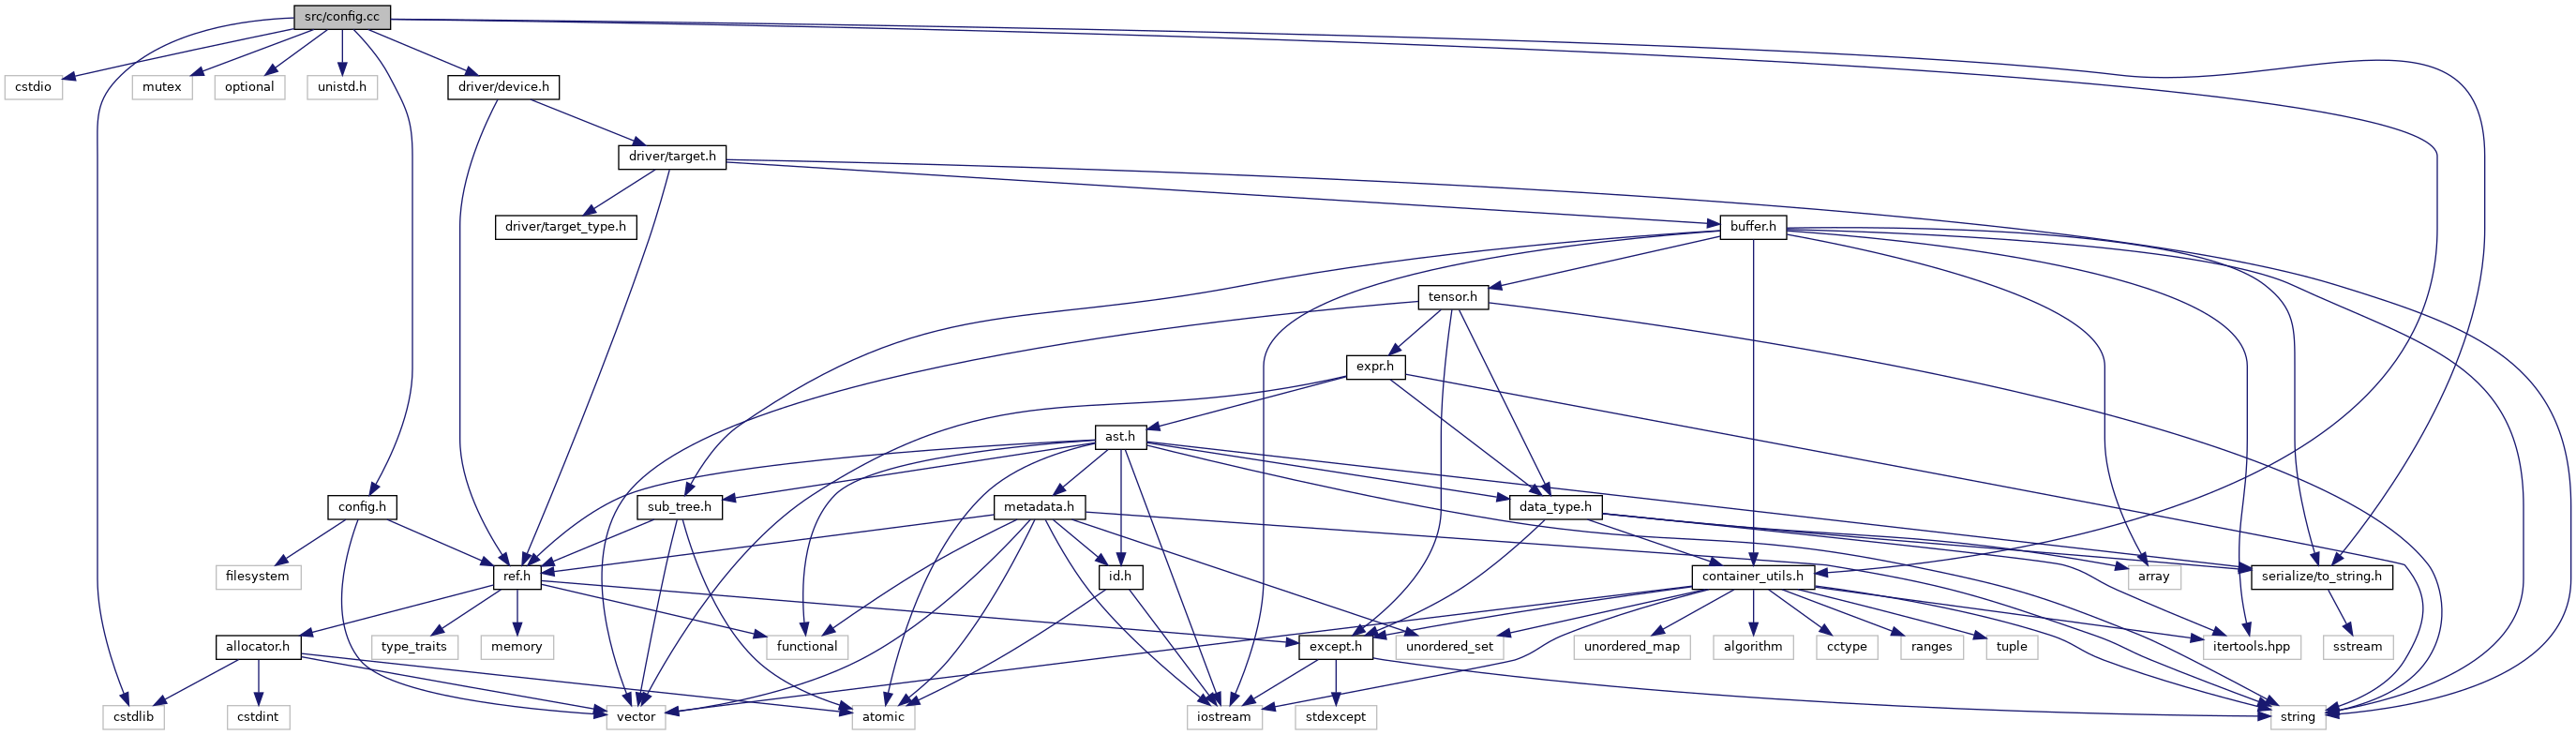 src/config.cc
cstdio
mutex
optional
unistd.h
driver/device.h
driver/target.h
driver/target_type.h
buffer.h
tensor.h
expr.h
ast.h
config.h
sub_tree.h
metadata.h
data_type.h
filesystem
ref.h
id.h
container_utils.h
array
serialize/to_string.h
allocator.h
type_traits
memory
functional
except.h
unordered_set
unordered_map
algorithm
cctype
ranges
tuple
itertools.hpp
sstream
cstdlib
cstdint
vector
atomic
iostream
stdexcept
string